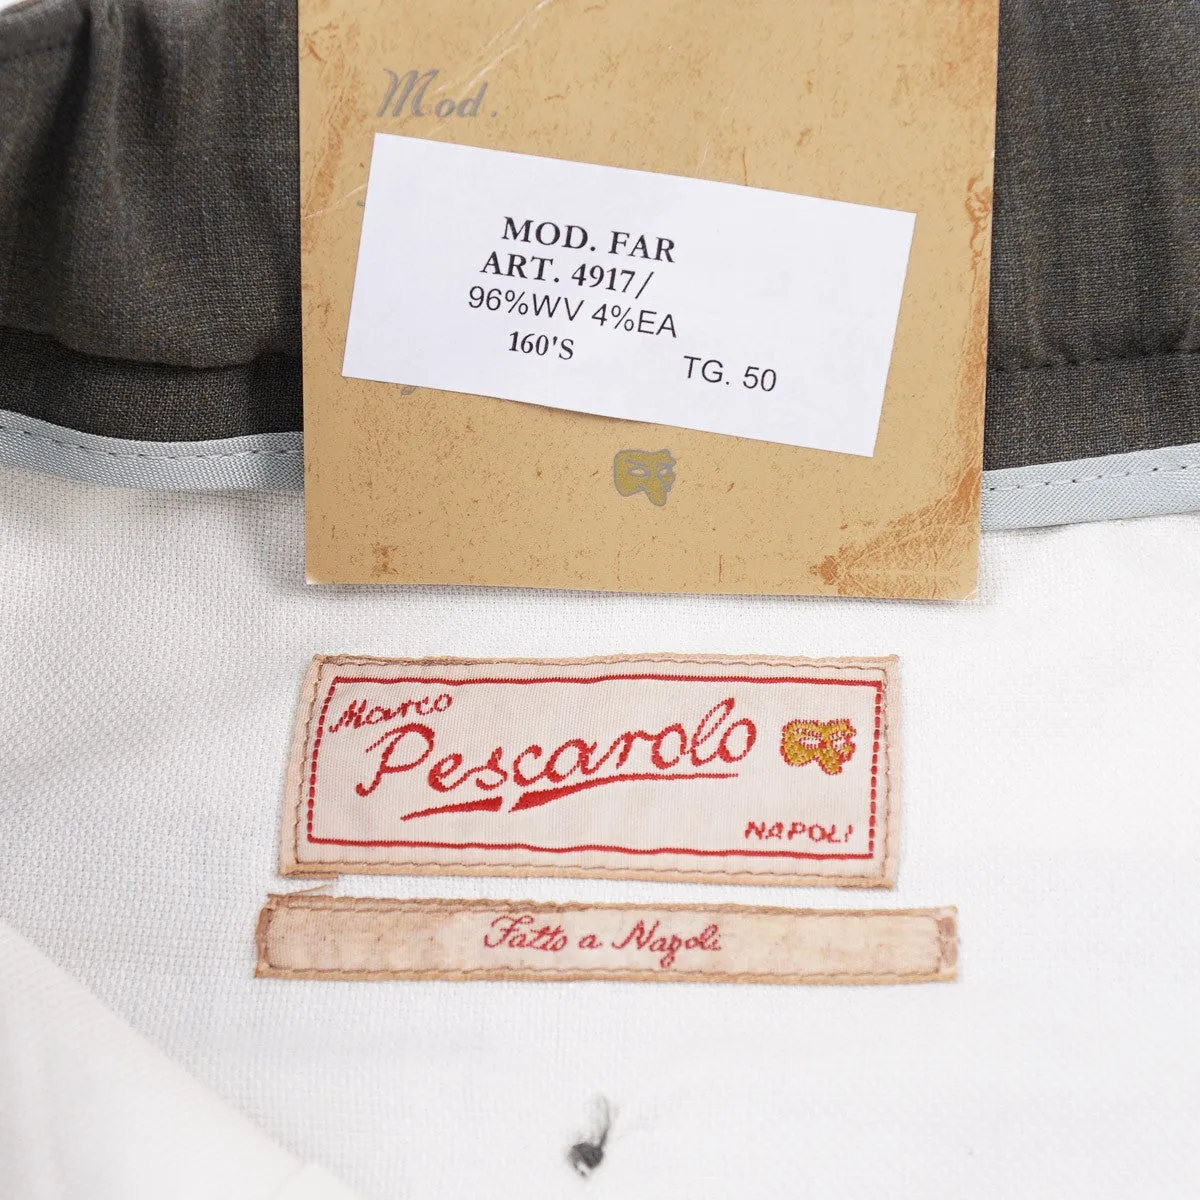 Mod.
MOD. FAR
ART. 4917/
96%WV 4%EA
160'S
TG. 50
Marco
Pescarolo
NAPOLI
Fatto a Napoli